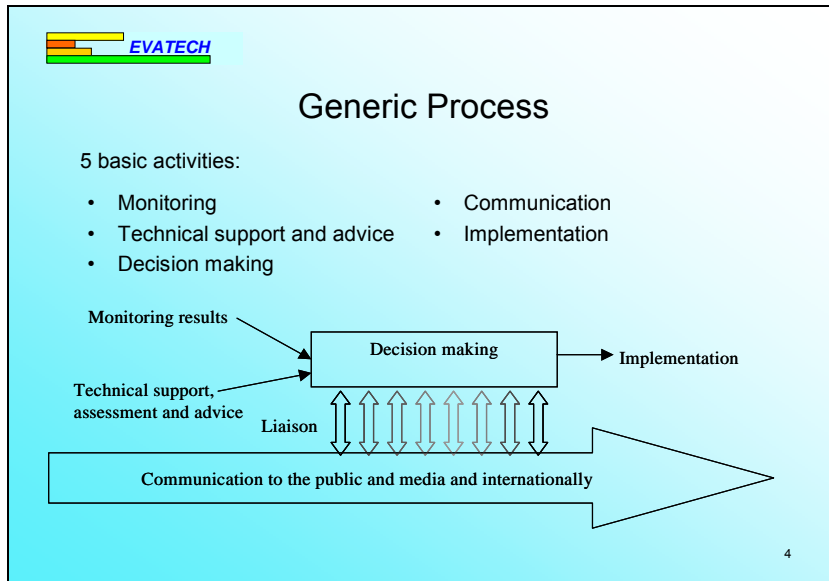 EVATECH
Generic Process
5 basic activities:
• Monitoring
• Technical support and advice
• Decision making
• Communication
• Implementation
Monitoring results
Decision making
Implementation
Technical support,
assessment and advice
Liaison
Communication to the public and media and internationally
4